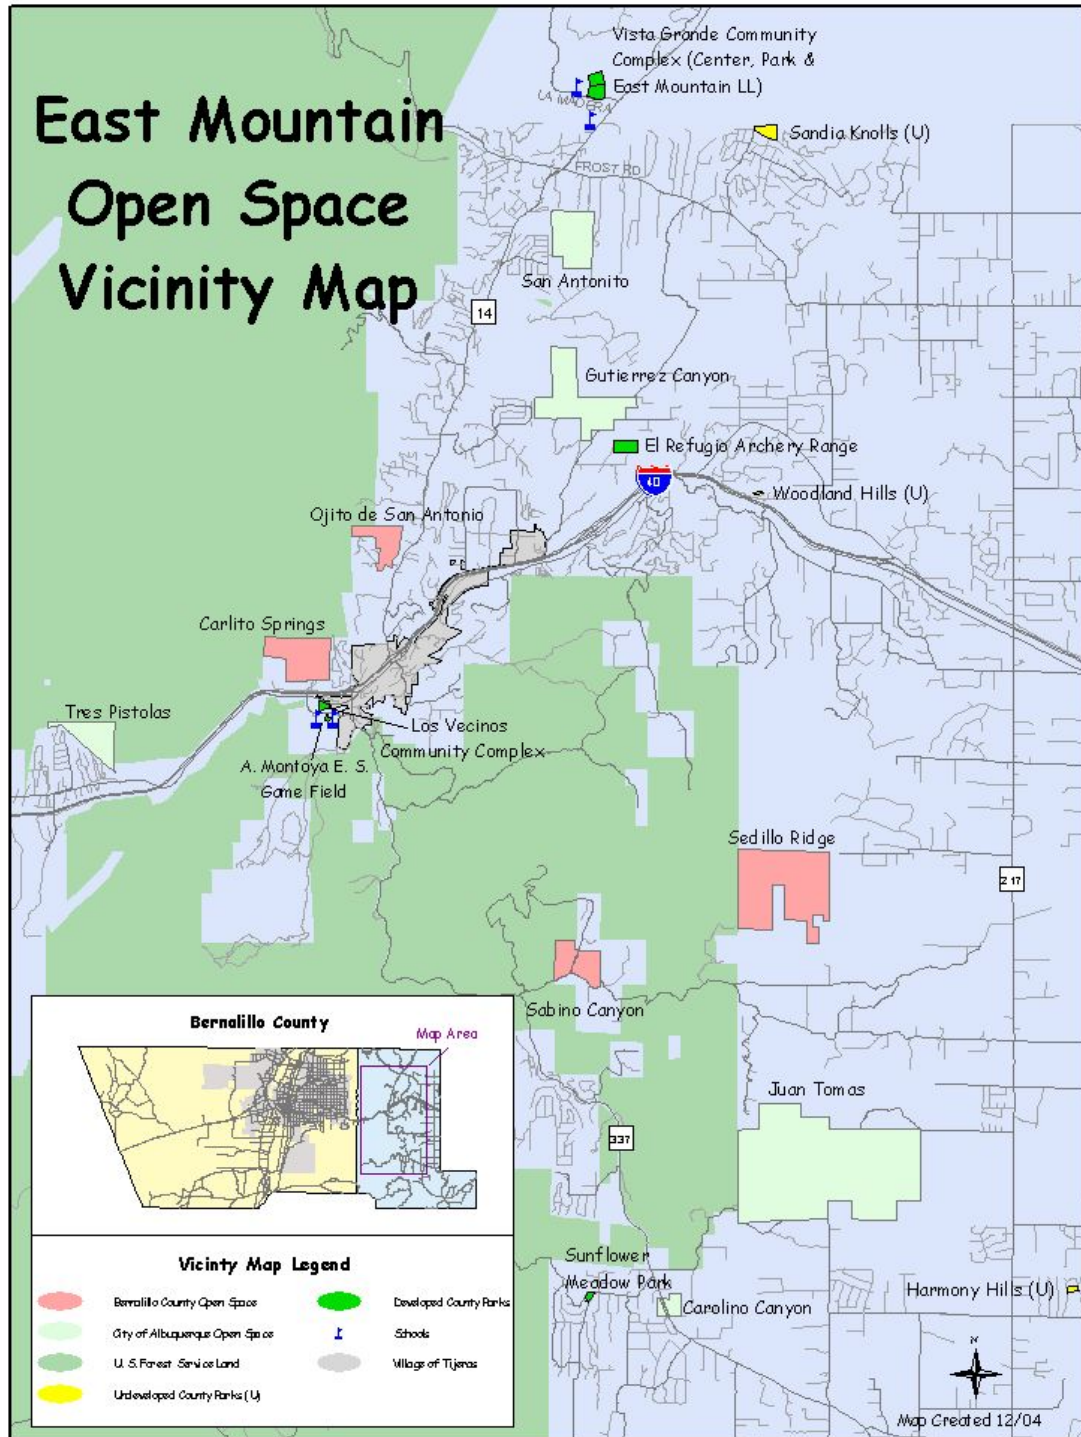 East Mountain
Open Space
Vicinity Map
Vista Grande Community
Complex (Center, Park &
East Mountain LL)
LA MADERA
Sandia Knolls (U)
FROST RD
San Antonito
14
Gutierrez Canyon
El Refugio Archery Range
40
Woodland Hills (U)
Ojito de San Antonio
Carlito Springs
Tres Pistolas
Los Vecinos
Community Complex
A. Montoya E. S.
Game Field
Sedillo Ridge
217
Sabino Canyon
Bernalillo County
Map Area
Juan Tomas
337
Sunflower
Meadow Park
Carolino Canyon
Harmony Hills (U)
Vicinty Map Legend
Bernalillo County Open Space
City of Albuquerque Open Space
U. S. Forest Service Land
Undeveloped County Parks (U)
Developed County Parks
Schools
Village of Tijeras
N
Map Created 12/04